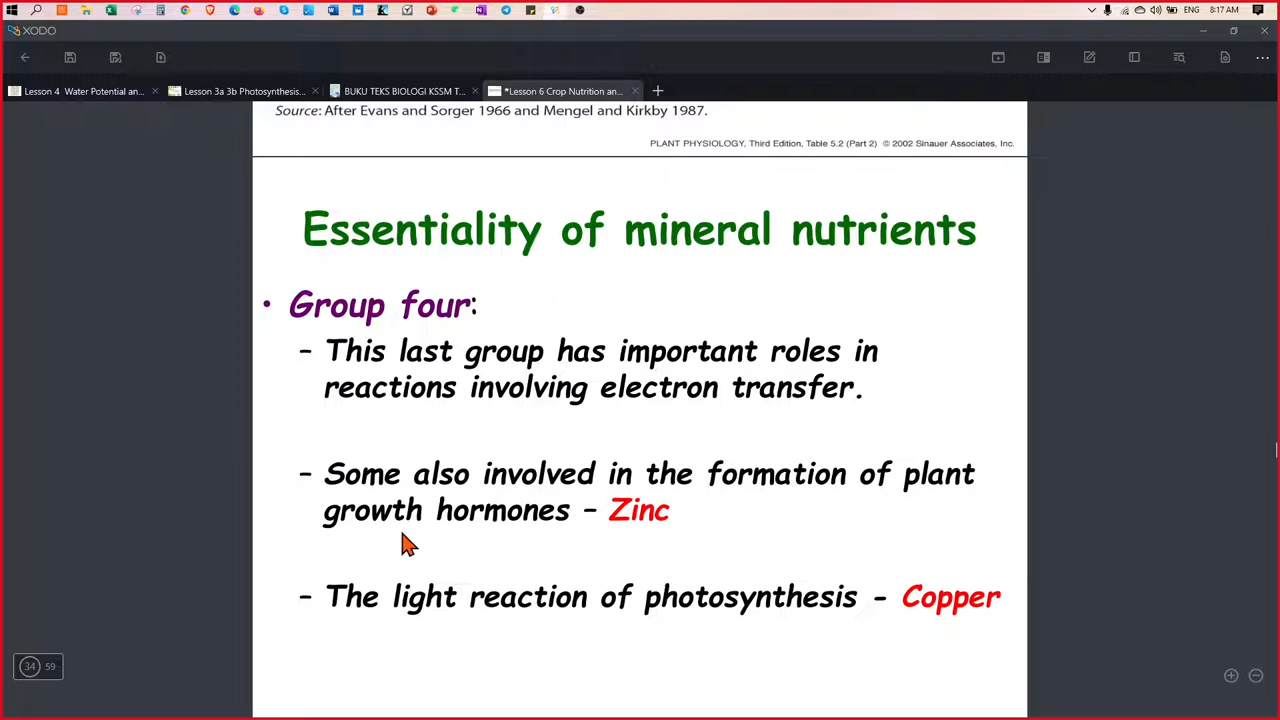 ENG 8:17 AM
XODO
Lesson 4 Water Potential an... Lesson 3a 3b Photosynthesis... BUKU TEKS BIOLOGI KSSM T... *Lesson 6 Crop Nutrition an...
Source: After Evans and Sorger 1966 and Mengel and Kirkby 1987.
PLANT PHYSIOLOGY, Third Edition, Table 5.2 (Part 2) © 2002 Sinauer Associates, Inc.
Essentiality of mineral nutrients
• Group four:
– This last group has important roles in
reactions involving electron transfer.
– Some also involved in the formation of plant
growth hormones – Zinc
– The light reaction of photosynthesis - Copper
34 59